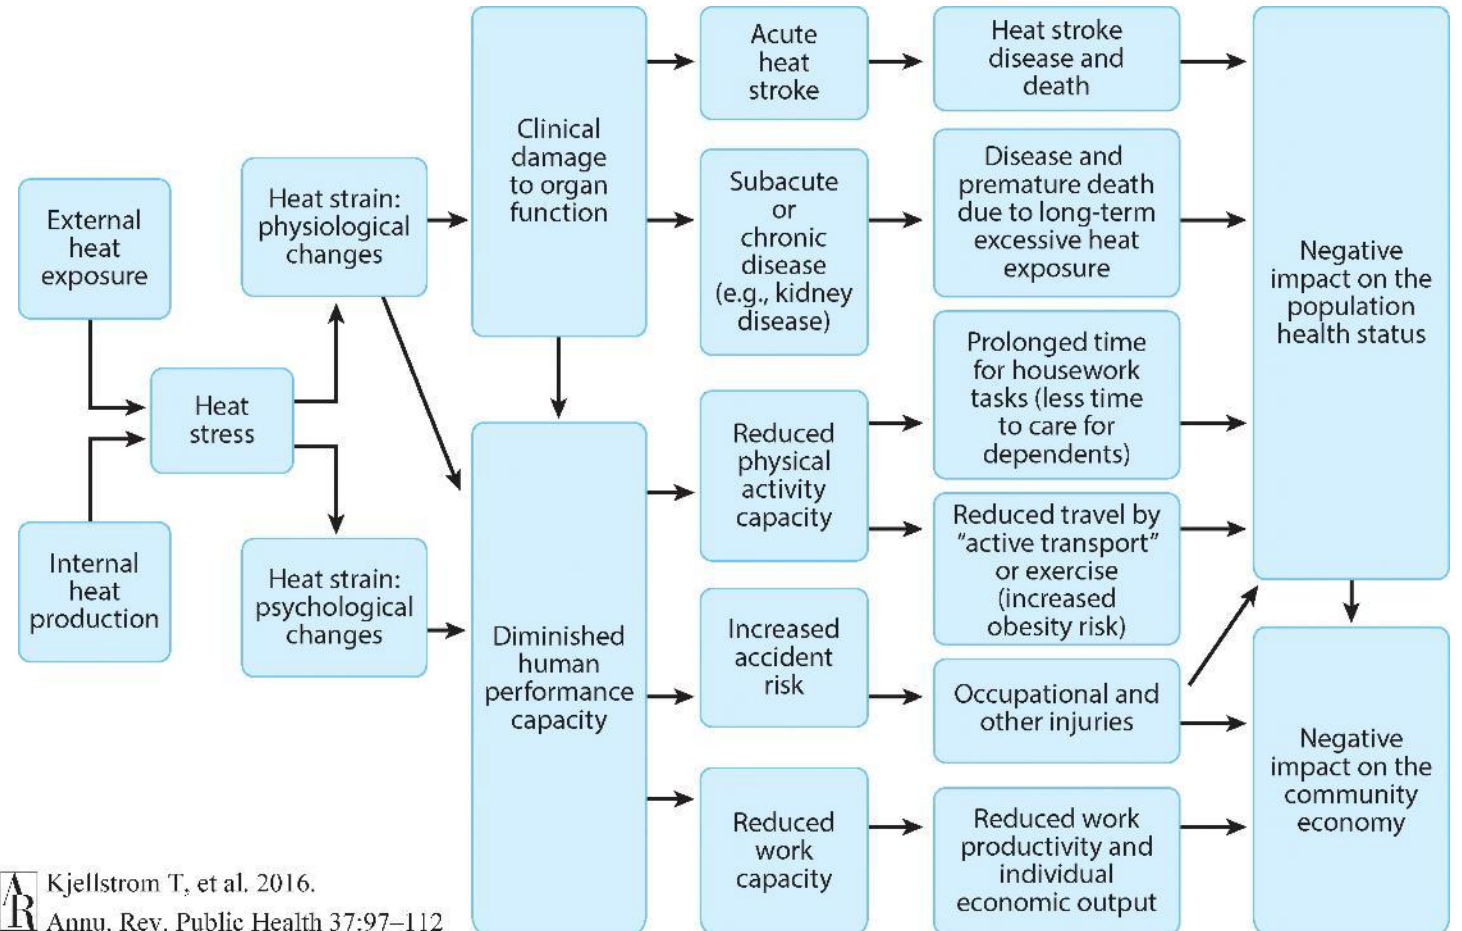 External
heat
exposure
Internal
heat
production
Heat
stress
Heat strain:
physiological
changes
Heat strain:
psychological
changes
Clinical
damage
to organ
function
Diminished
human
performance
capacity
Acute
heat
stroke
Subacute
or
chronic
disease
(e.g., kidney
disease)
Reduced
physical
activity
capacity
Increased
accident
risk
Reduced
work
capacity
Heat stroke
disease and
death
Disease and
premature death
due to long-term
excessive heat
exposure
Prolonged time
for housework
tasks (less time
to care for
dependents)
Reduced travel by
“active transport”
or exercise
(increased
obesity risk)
Occupational and
other injuries
Reduced work
productivity and
individual
economic output
Negative
impact on the
population
health status
Negative
impact on the
community
economy
AR
Kjellstrom T, et al. 2016.
Annu. Rev. Public Health 37:97–112